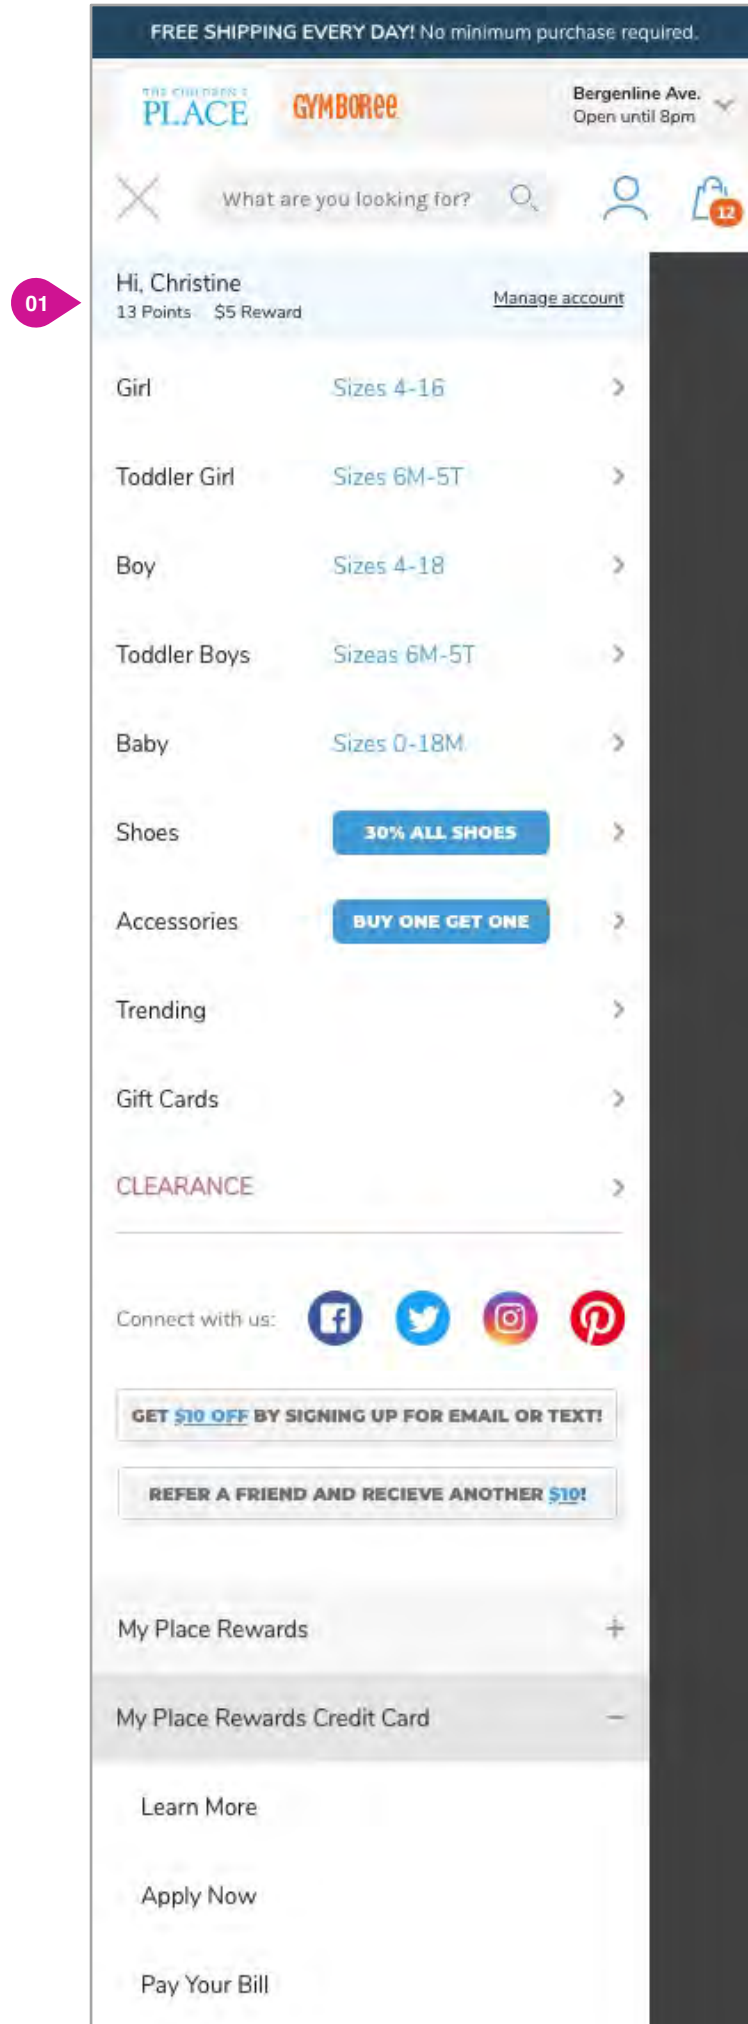 FREE SHIPPING EVERY DAY! No minimum purchase required.
THE CHILDREN'S
PLACE
GYMBOREE
Bergenline Ave.
Open until 8pm
What are you looking for?
12
01
Hi, Christine
13 Points $5 Reward
Manage account
Girl Sizes 4-16
Toddler Girl Sizes 6M-5T
Boy Sizes 4-18
Toddler Boys Sizeas 6M-5T
Baby Sizes 0-18M
Shoes 30% ALL SHOES
Accessories BUY ONE GET ONE
Trending
Gift Cards
CLEARANCE
Connect with us:
GET $10 OFF BY SIGNING UP FOR EMAIL OR TEXT!
REFER A FRIEND AND RECIEVE ANOTHER $10!
My Place Rewards
My Place Rewards Credit Card
Learn More
Apply Now
Pay Your Bill